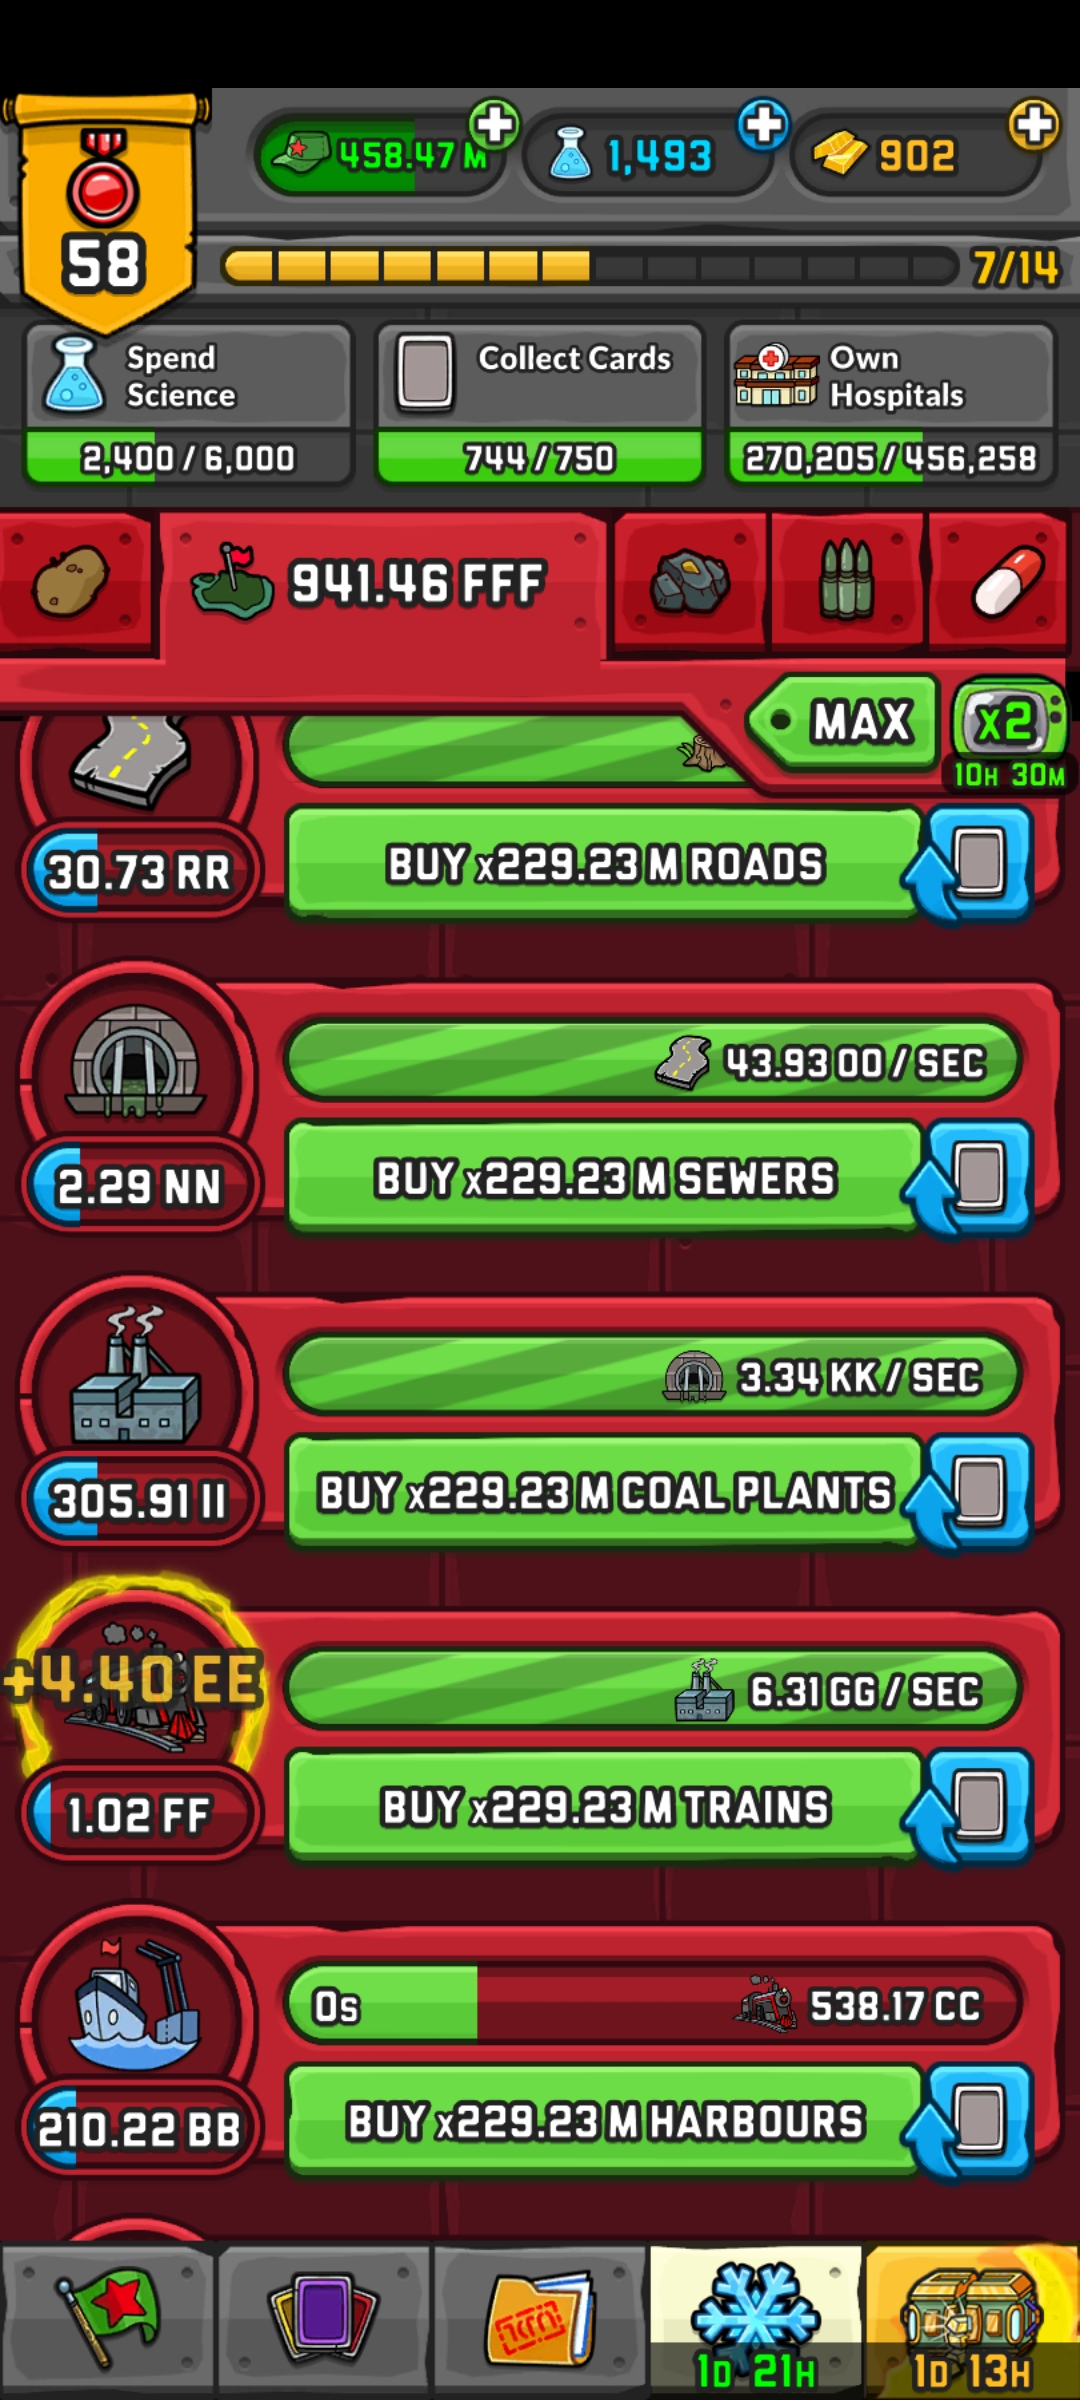 458.47 M
1,493
902
58
7/14
Spend
Science
Collect Cards
Own
Hospitals
2,400 / 6,000
744 / 750
270,205 / 456,258
941.46 FFF
MAX
X2
10H 30M
30.73 RR
BUY x229.23 M ROADS
43.93 OO / SEC
2.29 NN
BUY x229.23 M SEWERS
3.34 KK / SEC
305.91 II
BUY x229.23 M COAL PLANTS
+4.40 EE
6.31 GG / SEC
1.02 FF
BUY x229.23 M TRAINS
0s
538.17 CC
210.22 BB
BUY x229.23 M HARBOURS
1D 21H
1D 13H